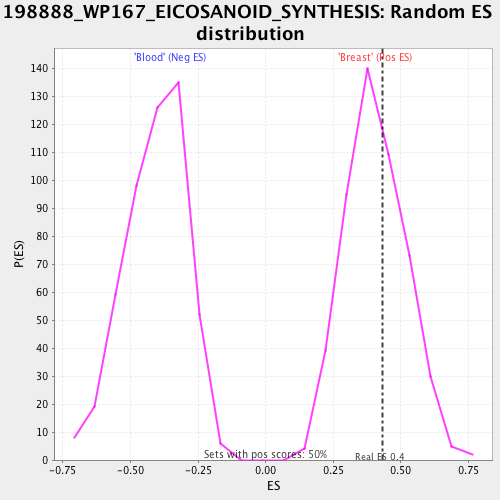 198888_WP167_EICOSANOID_SYNTHESIS: Random ES
distribution
'Blood' (Neg ES)
'Breast' (Pos ES)
140
130
120
110
100
90
80
70
60
50
40
30
20
10
0
P(ES)
Sets with pos scores: 50%
Real ES 0.4
-0.75
-0.50
-0.25
0.00
0.25
0.50
0.75
ES